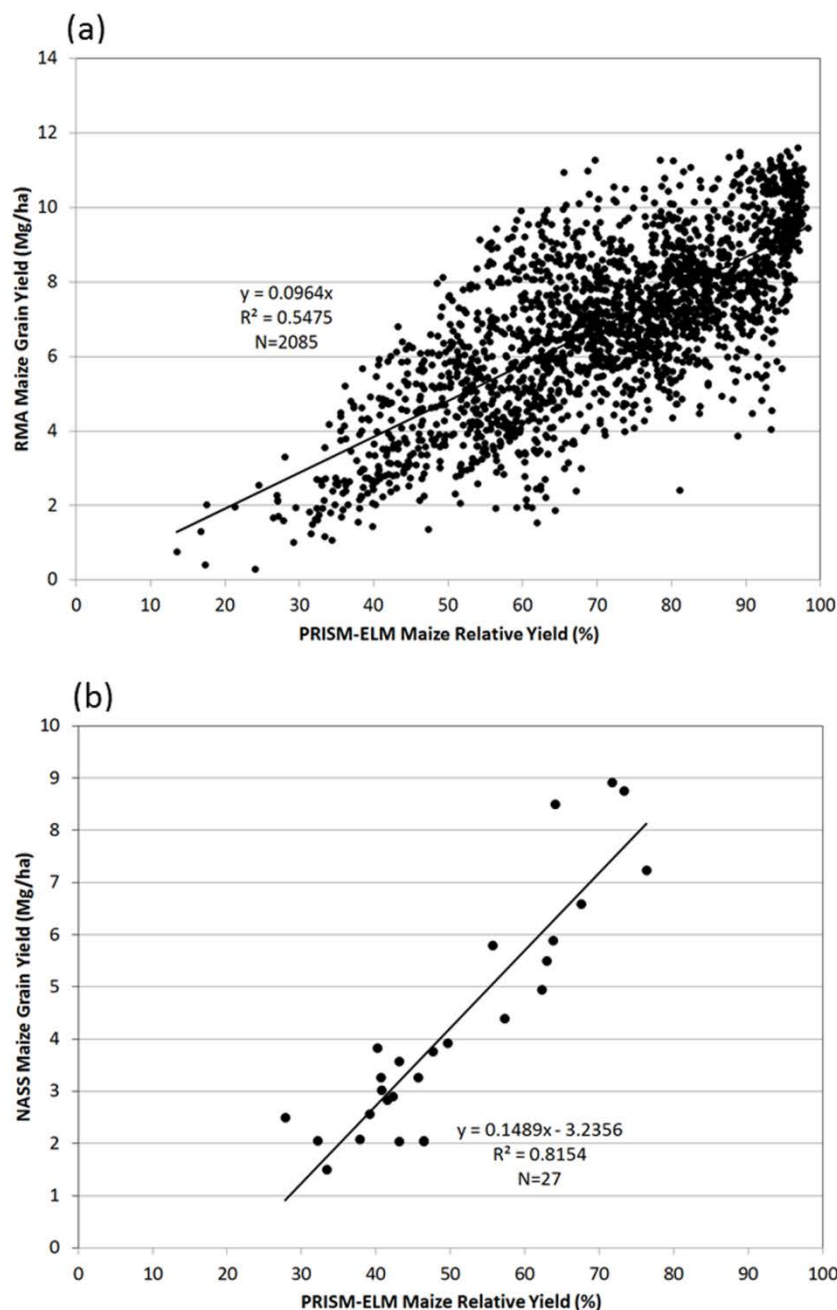 (a)
14
12
10
8
6
4
2
0
RMA Maize Grain Yield (Mg/ha)
y = 0.0964x
R² = 0.5475
N=2085
0 10 20 30 40 50 60 70 80 90 100
PRISM-ELM Maize Relative Yield (%)
(b)
10
9
8
7
6
5
4
3
2
1
0
NASS Maize Grain Yield (Mg/ha)
y = 0.1489x - 3.2356
R² = 0.8154
N=27
0 10 20 30 40 50 60 70 80 90 100
PRISM-ELM Maize Relative Yield (%)